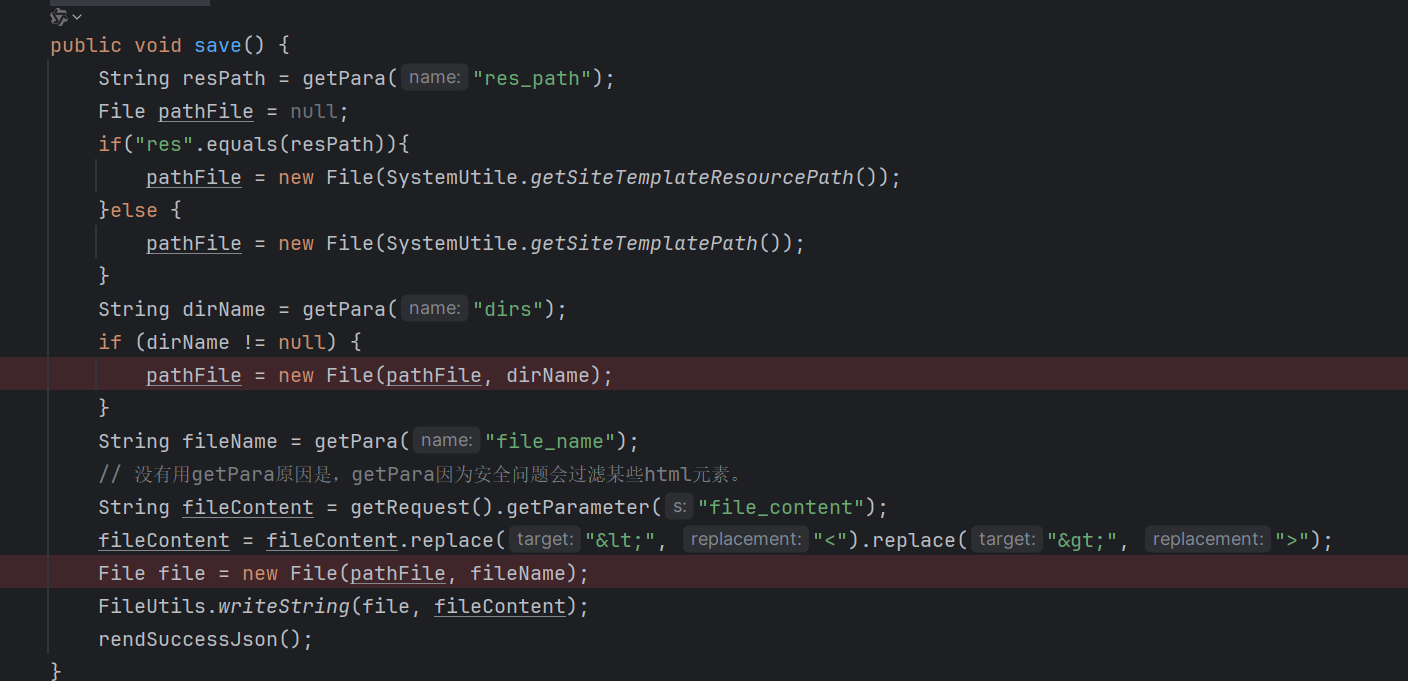 public void save() {
String resPath = getPara( name: "res_path");
File pathFile = null;
if("res".equals(resPath)){
pathFile = new File(SystemUtile.getSiteTemplateResourcePath());
}else {
pathFile = new File(SystemUtile.getSiteTemplatePath());
}
String dirName = getPara( name: "dirs");
if (dirName != null) {
pathFile = new File(pathFile, dirName);
}
String fileName = getPara( name: "file_name");
// 没有用getPara原因是，getPara因为安全问题会过滤某些html元素。
String fileContent = getRequest().getParameter( s: "file_content");
fileContent = fileContent.replace( target: "&lt;", replacement: "<").replace( target: "&gt;", replacement: ">");
File file = new File(pathFile, fileName);
FileUtils.writeString(file, fileContent);
rendSuccessJson();
}